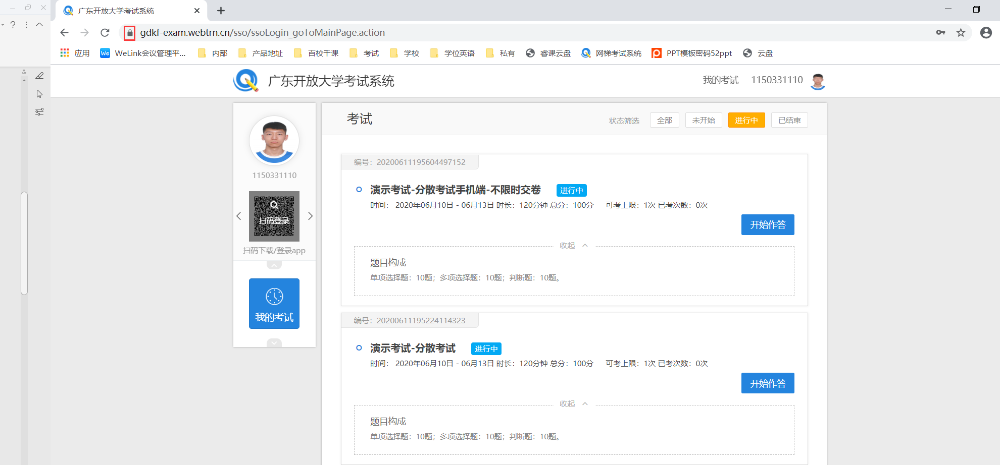 广东开放大学考试系统
gdkf-exam.webtrn.cn/sso/ssoLogin_goToMainPage.action
应用 WeLink会议管理平... 内部 产品地址 百校千课 考试 学校 学位英语 私有 睿课云盘 网梯考试系统 PPT模板密码52ppt 云盘
广东开放大学考试系统 我的考试 1150331110
1150331110
扫码登录
扫码下载/登录app
我的考试
考试 状态筛选 全部 未开始 进行中 已结束
编号：20200611195604497152
演示考试-分散考试手机端-不限时交卷 进行中
时间： 2020年06月10日 - 06月13日 时长：120分钟 总分：100分 可考上限：1次 已考次数：0次
开始作答
收起
题目构成
单项选择题：10题；多项选择题：10题；判断题：10题。
编号：20200611195224114323
演示考试-分散考试 进行中
时间： 2020年06月10日 - 06月13日 时长：120分钟 总分：100分 可考上限：1次 已考次数：0次
开始作答
收起
题目构成
单项选择题：10题；多项选择题：10题；判断题：10题。